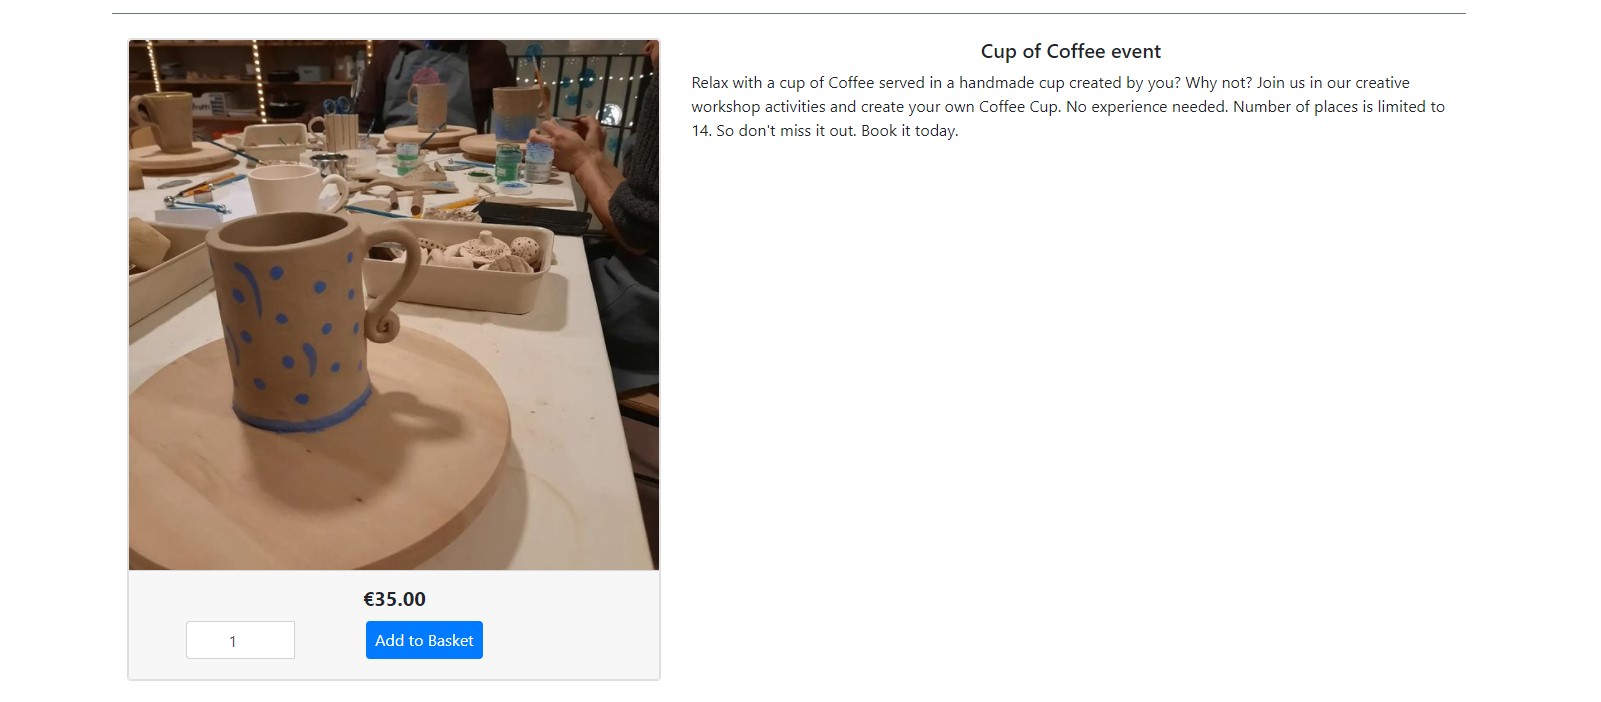 Cup of Coffee event
Relax with a cup of Coffee served in a handmade cup created by you? Why not? Join us in our creative
workshop activities and create your own Coffee Cup. No experience needed. Number of places is limited to
14. So don't miss it out. Book it today.
€35.00
1
Add to Basket